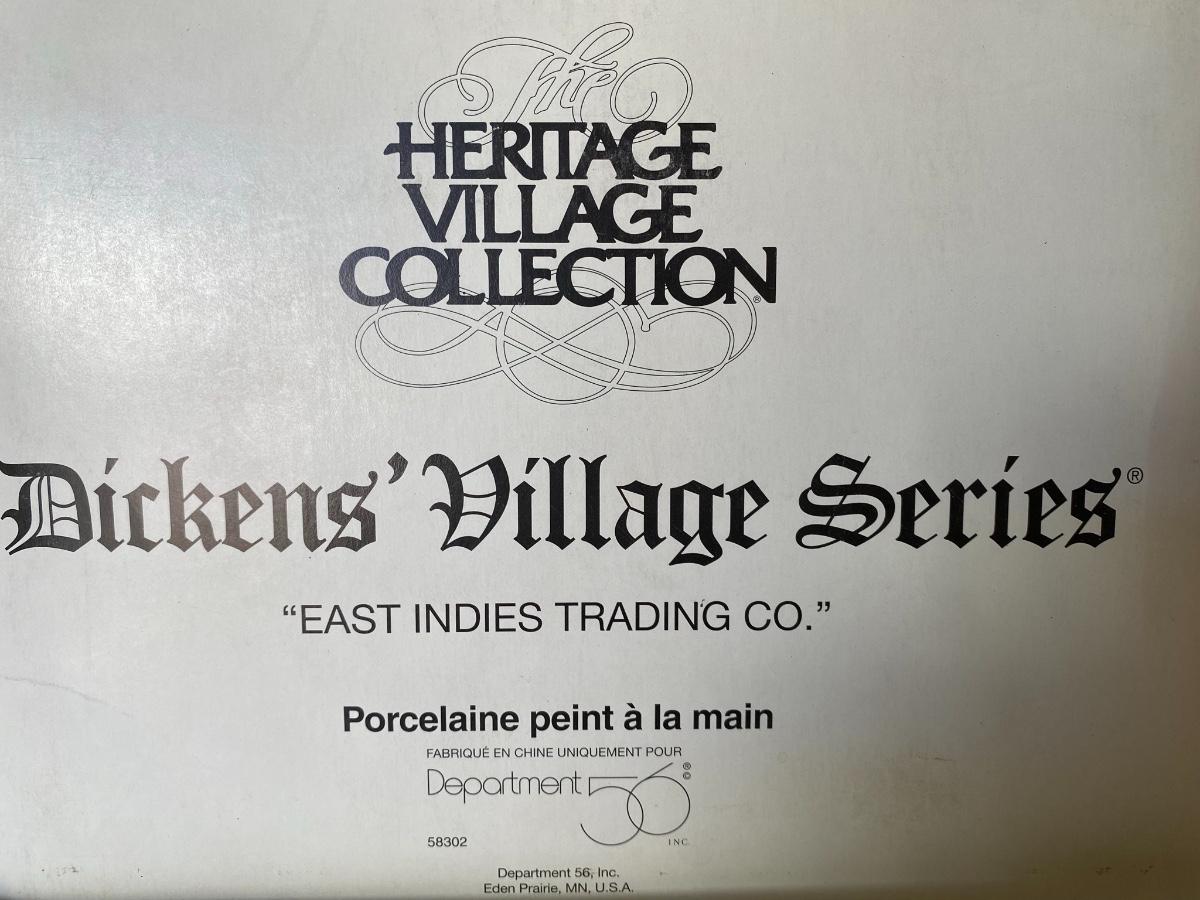 The
HERITAGE
VILLAGE
COLLECTION®
Dickens' Village Series®
“EAST INDIES TRADING CO.”
Porcelaine peint à la main
FABRIQUÉ EN CHINE UNIQUEMENT POUR
Department 56 ® ©
58302 INC.
Department 56, Inc.
Eden Prairie, MN, U.S.A.